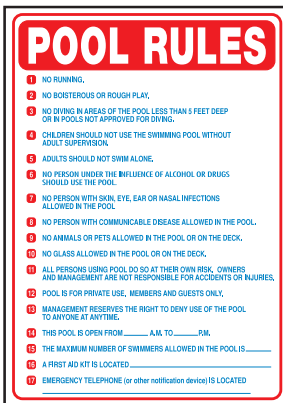 POOL RULES
1 NO RUNNING.
2 NO BOISTEROUS OR ROUGH PLAY.
3 NO DIVING IN AREAS OF THE POOL LESS THAN 5 FEET DEEP
OR IN POOLS NOT APPROVED FOR DIVING.
4 CHILDREN SHOULD NOT USE THE SWIMMING POOL WITHOUT
ADULT SUPERVISION.
5 ADULTS SHOULD NOT SWIM ALONE.
6 NO PERSON UNDER THE INFLUENCE OF ALCOHOL OR DRUGS
SHOULD USE THE POOL.
7 NO PERSON WITH SKIN, EYE, EAR OR NASAL INFECTIONS
ALLOWED IN THE POOL
8 NO PERSON WITH COMMUNICABLE DISEASE ALLOWED IN THE POOL.
9 NO ANIMALS OR PETS ALLOWED IN THE POOL OR ON THE DECK.
10 NO GLASS ALLOWED IN THE POOL OR ON THE DECK.
11 ALL PERSONS USING POOL DO SO AT THEIR OWN RISK, OWNERS
AND MANAGEMENT ARE NOT RESPONSIBLE FOR ACCIDENTS OR INJURIES.
12 POOL IS FOR PRIVATE USE, MEMBERS AND GUESTS ONLY.
13 MANAGEMENT RESERVES THE RIGHT TO DENY USE OF THE POOL
TO ANYONE AT ANYTIME.
14 THIS POOL IS OPEN FROM______ A.M. TO______P.M.
15 THE MAXIMUM NUMBER OF SWIMMERS ALLOWED IN THE POOL IS______
16 A FIRST AID KIT IS LOCATED______
17 EMERGENCY TELEPHONE (or other notification device) IS LOCATED
______